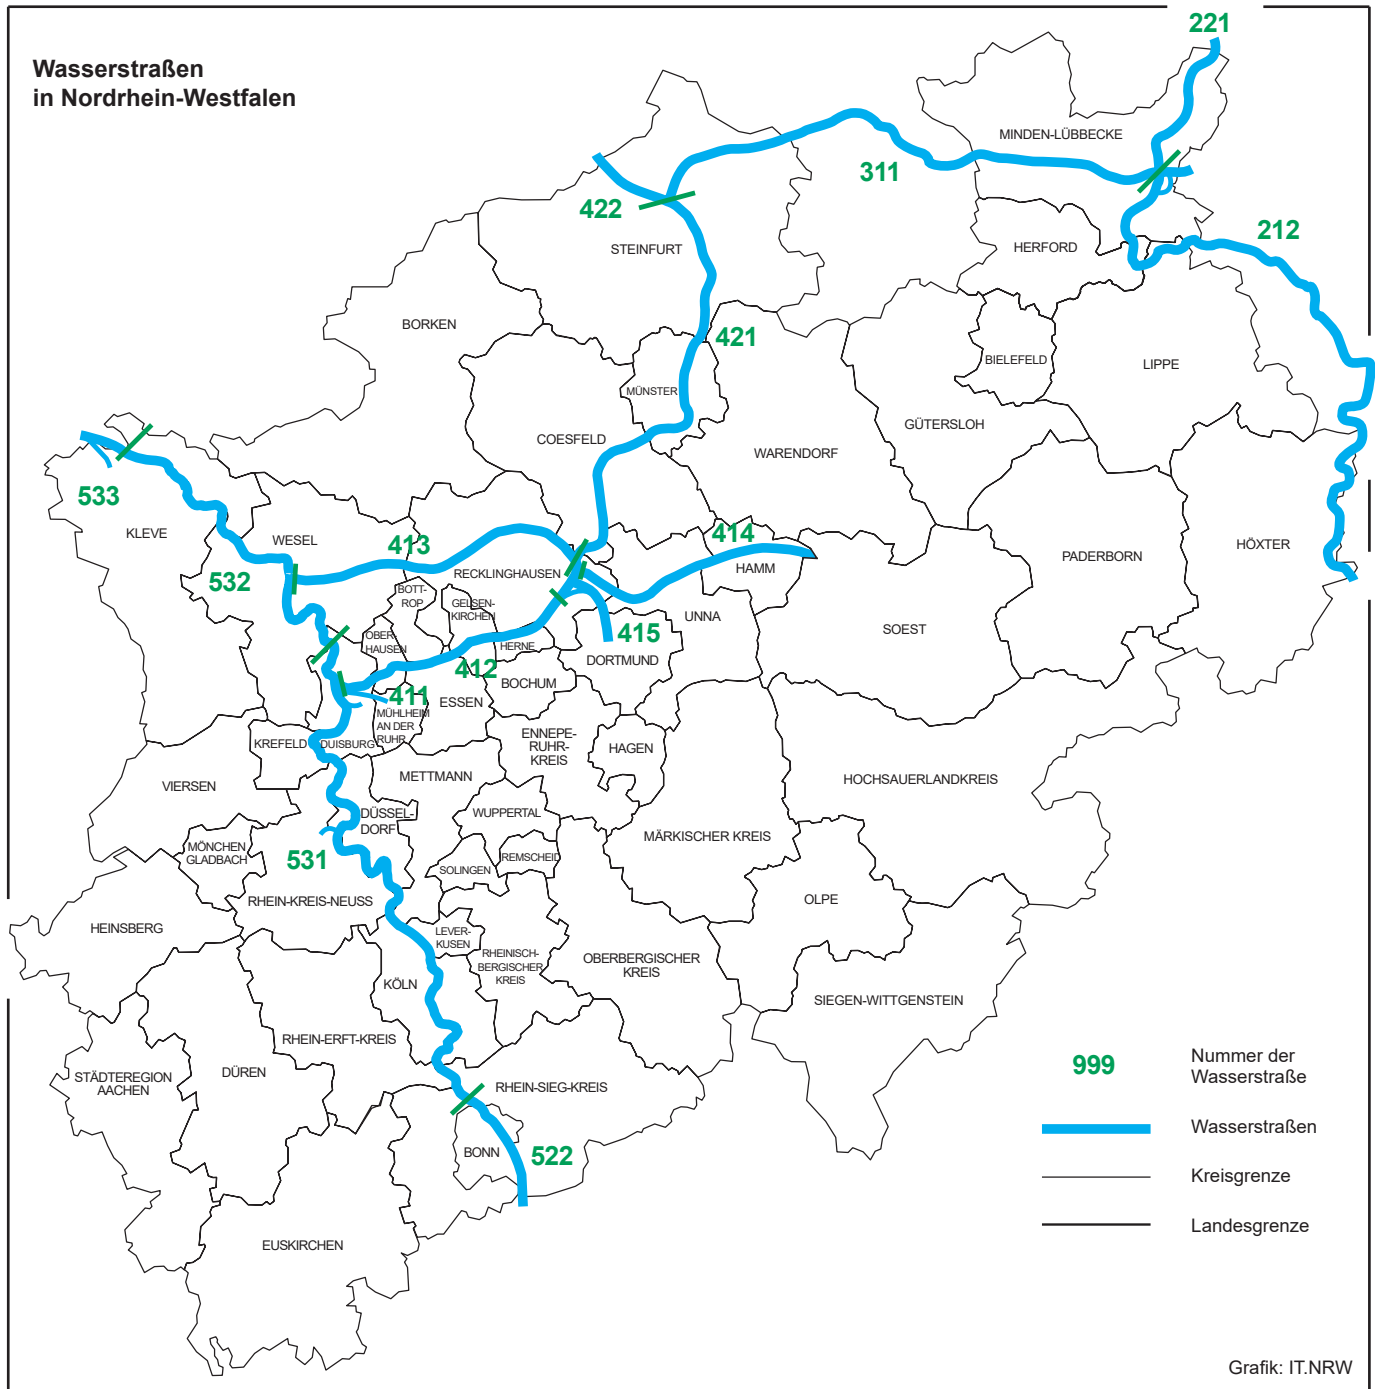 Wasserstraßen
in Nordrhein-Westfalen
221
MINDEN-LÜBBECKE
311
422
212
STEINFURT
HERFORD
BORKEN
421
BIELEFELD
LIPPE
MÜNSTER
GÜTERSLOH
COESFELD
WARENDORF
533
KLEVE
WESEL
413
414
PADERBORN
HÖXTER
HAMM
RECKLINGHAUSEN
532
BOTT-
ROP
GELSEN-
KIRCHEN
UNNA
SOEST
OBER-
HAUSEN
HERNE
415
DORTMUND
412
BOCHUM
411
ESSEN
MÜHLHEIM
AN DER
RUHR
KREFELD
DUISBURG
ENNEPE-
RUHR-
KREIS
HAGEN
METTMANN
HOCHSAUERLANDKREIS
VIERSEN
DÜSSEL-
DORF
WUPPERTAL
MÄRKISCHER KREIS
MÖNCHEN
GLADBACH
531
REMSCHEID
SOLINGEN
RHEIN-KREIS-NEUSS
OLPE
HEINSBERG
LEVER-
KUSEN
RHEINISCH-
BERGISCHER
KREIS
OBERBERGISCHER
KREIS
KÖLN
SIEGEN-WITTGENSTEIN
RHEIN-ERFT-KREIS
STÄDTEREGION
AACHEN
DÜREN
RHEIN-SIEG-KREIS
BONN
522
EUSKIRCHEN
999
Nummer der
Wasserstraße
Wasserstraßen
Kreisgrenze
Landesgrenze
Grafik: IT.NRW